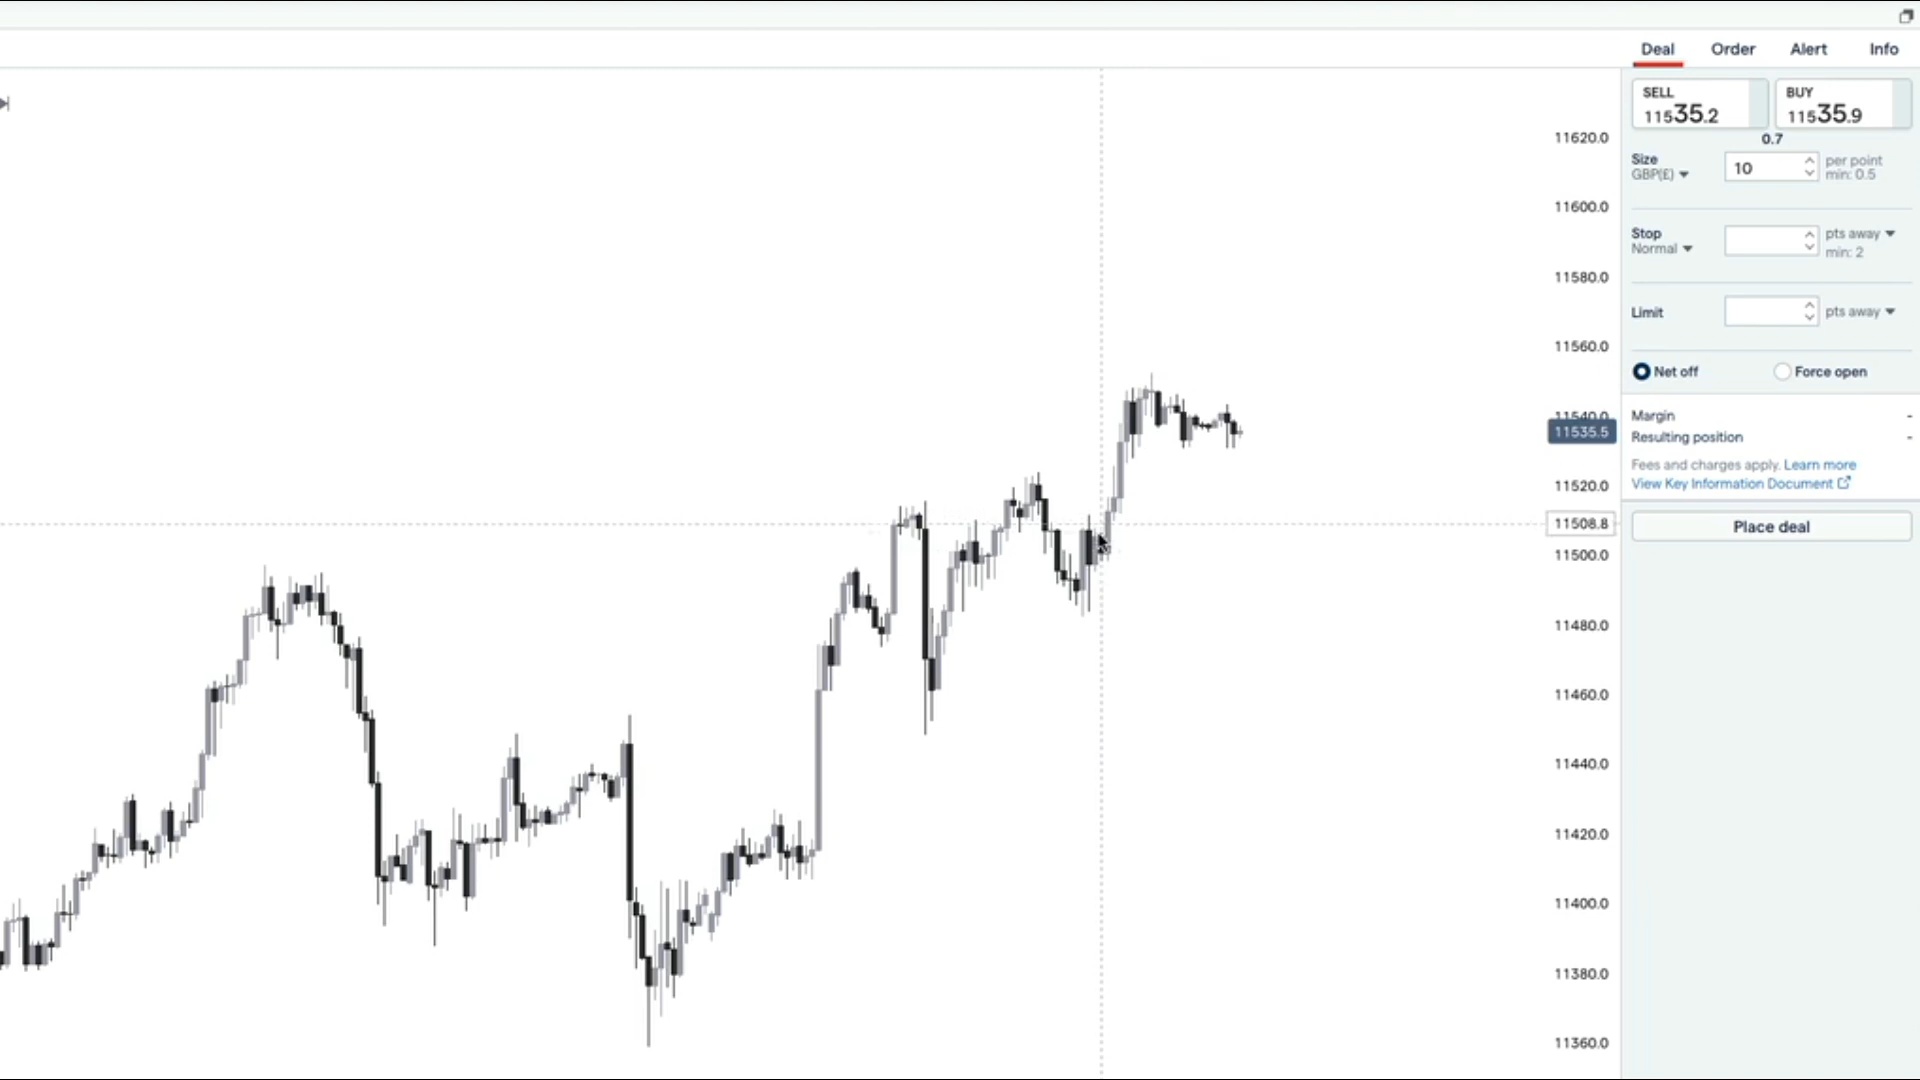 Deal Order Alert Info
SELL BUY
11535.2 11535.9
0.7
Size 10 per point
GBP(£) min: 0.5
Stop pts away
Normal min: 2
Limit pts away
Net off Force open
Margin -
Resulting position -
Fees and charges apply. Learn more
View Key Information Document
Place deal
11620.0
11600.0
11580.0
11560.0
11540.0
11535.5
11520.0
11508.8
11500.0
11480.0
11460.0
11440.0
11420.0
11400.0
11380.0
11360.0